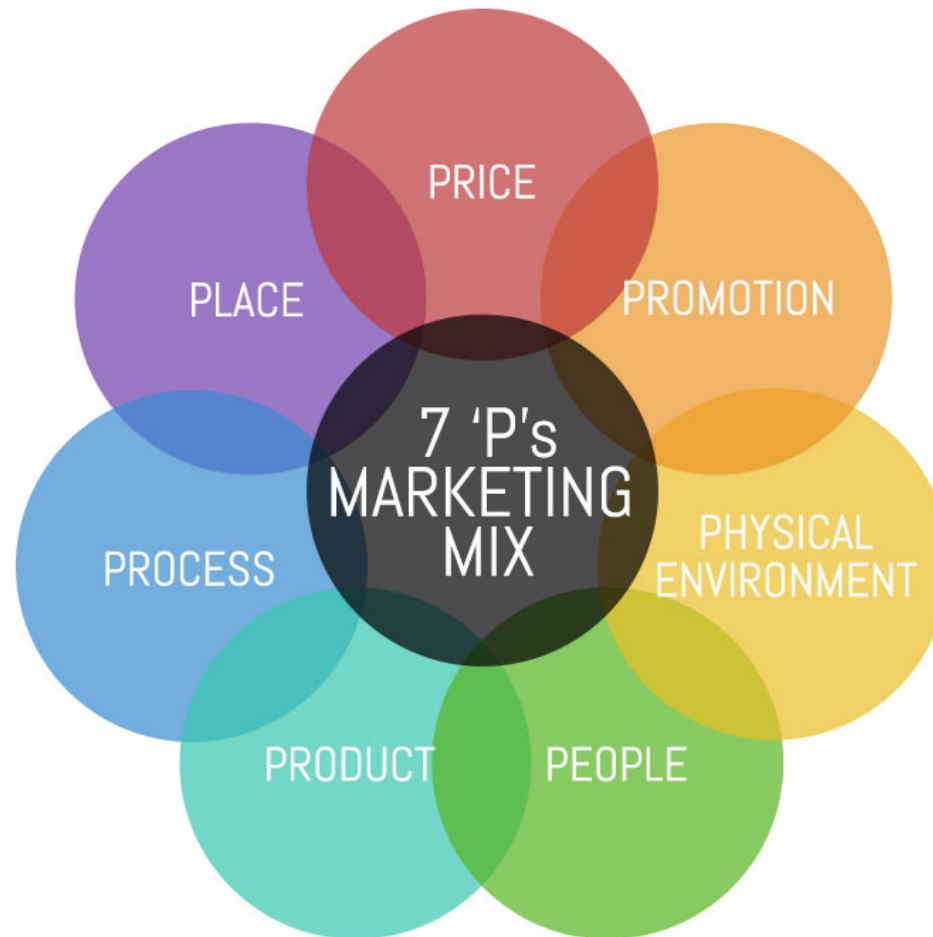 PRICE
PLACE
PROMOTION
7 ‘P’s
MARKETING
MIX
PROCESS
PHYSICAL
ENVIRONMENT
PRODUCT
PEOPLE